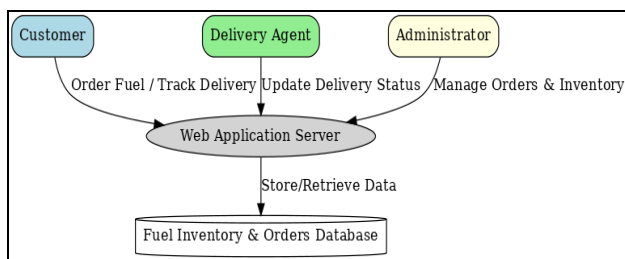 Customer
Delivery Agent
Administrator
Order Fuel / Track Delivery
Update Delivery Status
Manage Orders & Inventory
Web Application Server
Store/Retrieve Data
Fuel Inventory & Orders Database